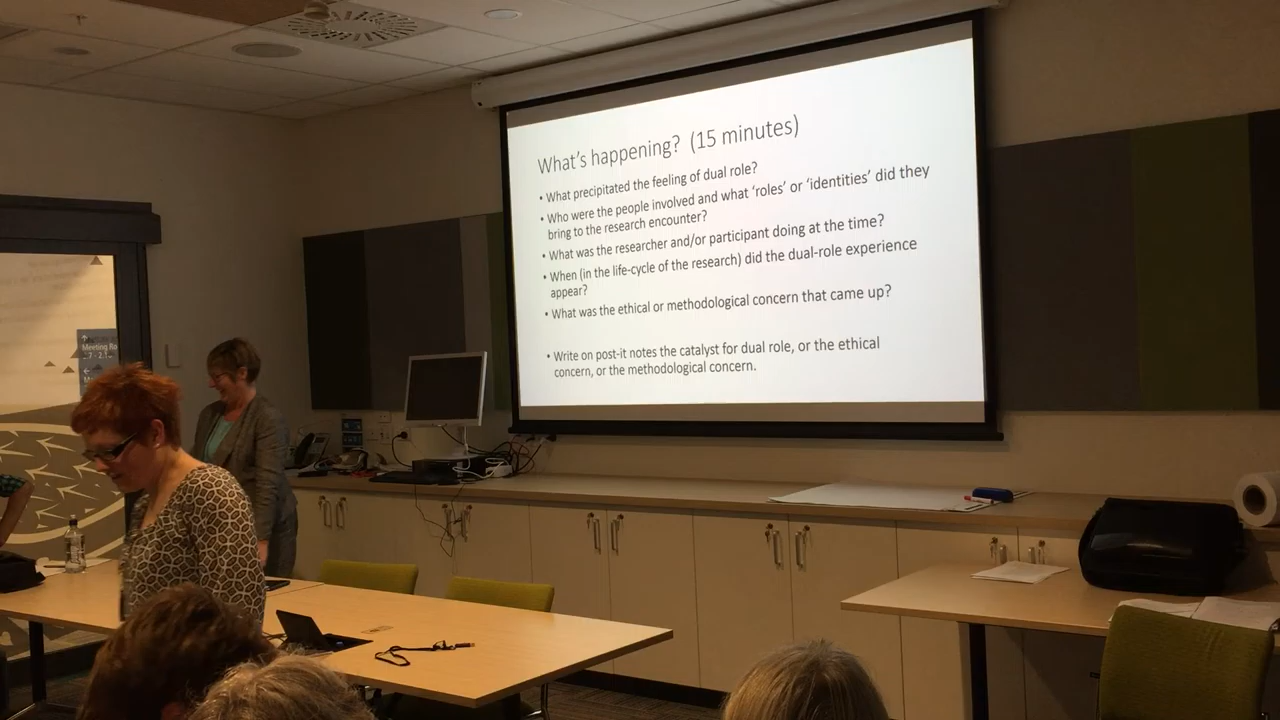 What's happening? (15 minutes)
• What precipitated the feeling of dual role?
• Who were the people involved and what 'roles' or 'identities' did they
bring to the research encounter?
• What was the researcher and/or participant doing at the time?
• When (in the life-cycle of the research) did the dual-role experience
appear?
• What was the ethical or methodological concern that came up?
• Write on post-it notes the catalyst for dual role, or the ethical
concern, or the methodological concern.
Meeting Ro